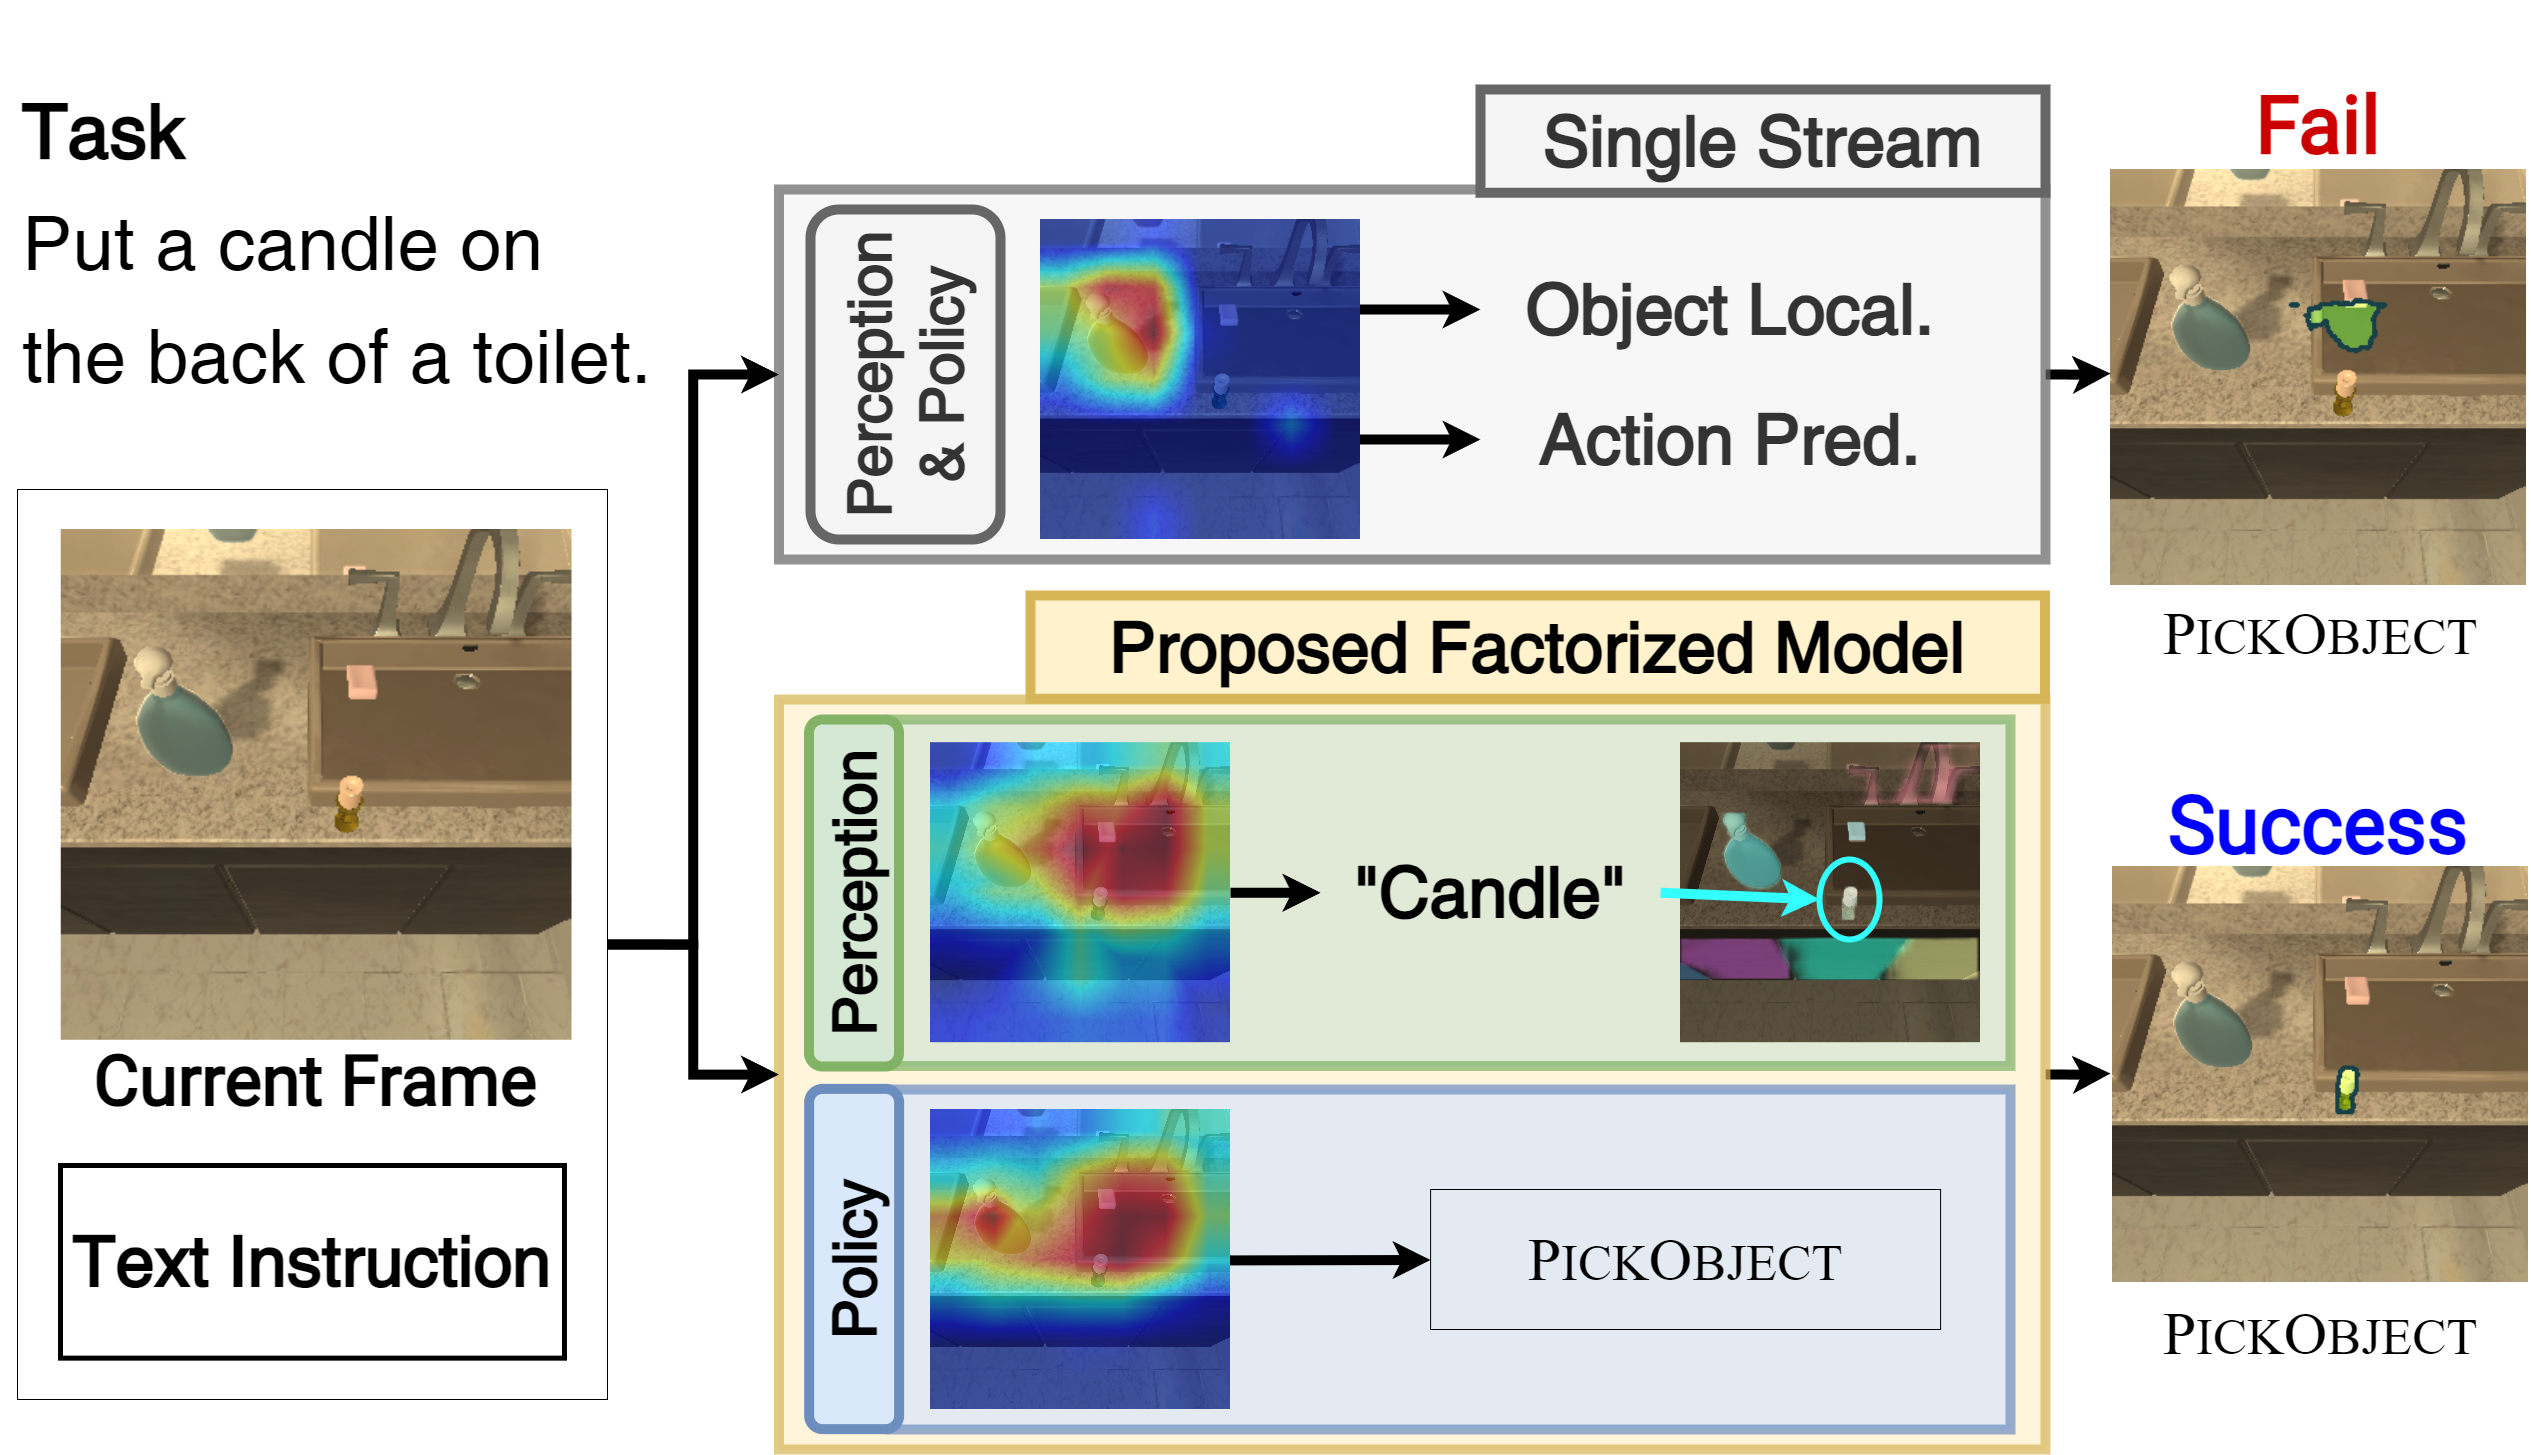 Task
Put a candle on
the back of a toilet.
Current Frame
Text Instruction
Single Stream
Perception
& Policy
Object Local.
Action Pred.
Fail
PICKOBJECT
Proposed Factorized Model
Perception
"Candle"
Policy
PICKOBJECT
Success
PICKOBJECT